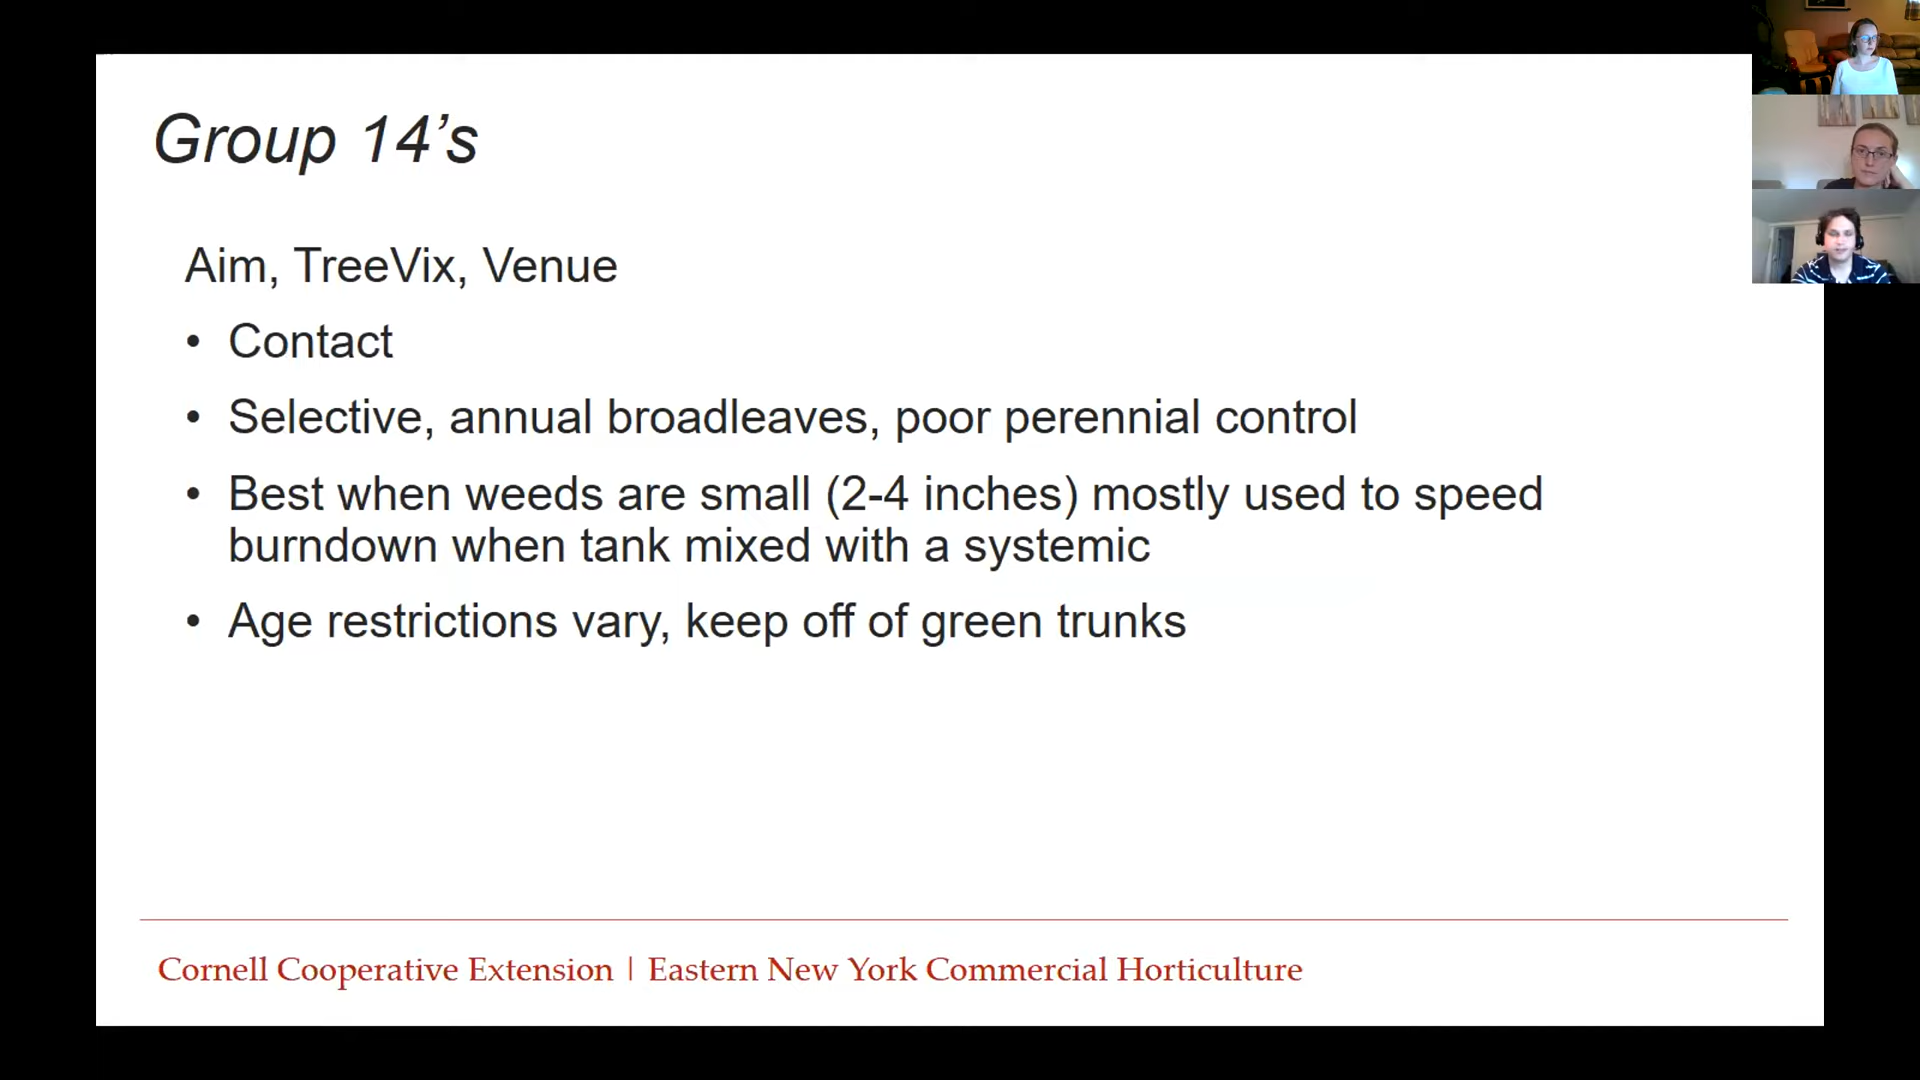 Group 14’s
Aim, TreeVix, Venue
• Contact
• Selective, annual broadleaves, poor perennial control
• Best when weeds are small (2-4 inches) mostly used to speed
burndown when tank mixed with a systemic
• Age restrictions vary, keep off of green trunks
Cornell Cooperative Extension | Eastern New York Commercial Horticulture